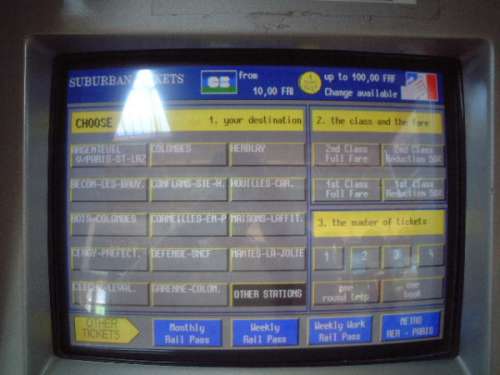 SUBURBAN TICKETS
CB
from
10,00 FRF
up to 100,00 FRF
Change available
CHOOSE
1. your destination
2. the class and the fare
ARGENTEUIL
V/PARIS-ST-LAZ
COLOMBES
HERBLAY
2nd Class
Full Fare
2nd Class
Reduction 50%
BECON-LES-BRUY.
CONFLANS-STE-H.
HOUILLES-CAR.
1st Class
Full Fare
1st Class
Reduction 50%
BOIS-COLOMBES
CORMEILLES-EN-P
MAISONS-LAFFIT.
3. the number of tickets
CERGY-PREFECT.
DEFENSE-SNCF
MANTES-LA-JOLIE
1
2
3
4
GARENNE-COLOM.
OTHER STATIONS
round trip
one
book
OTHER
TICKETS
Monthly
Rail Pass
Weekly
Rail Pass
Weekly Work
Rail Pass
METRO
RER - PARIS